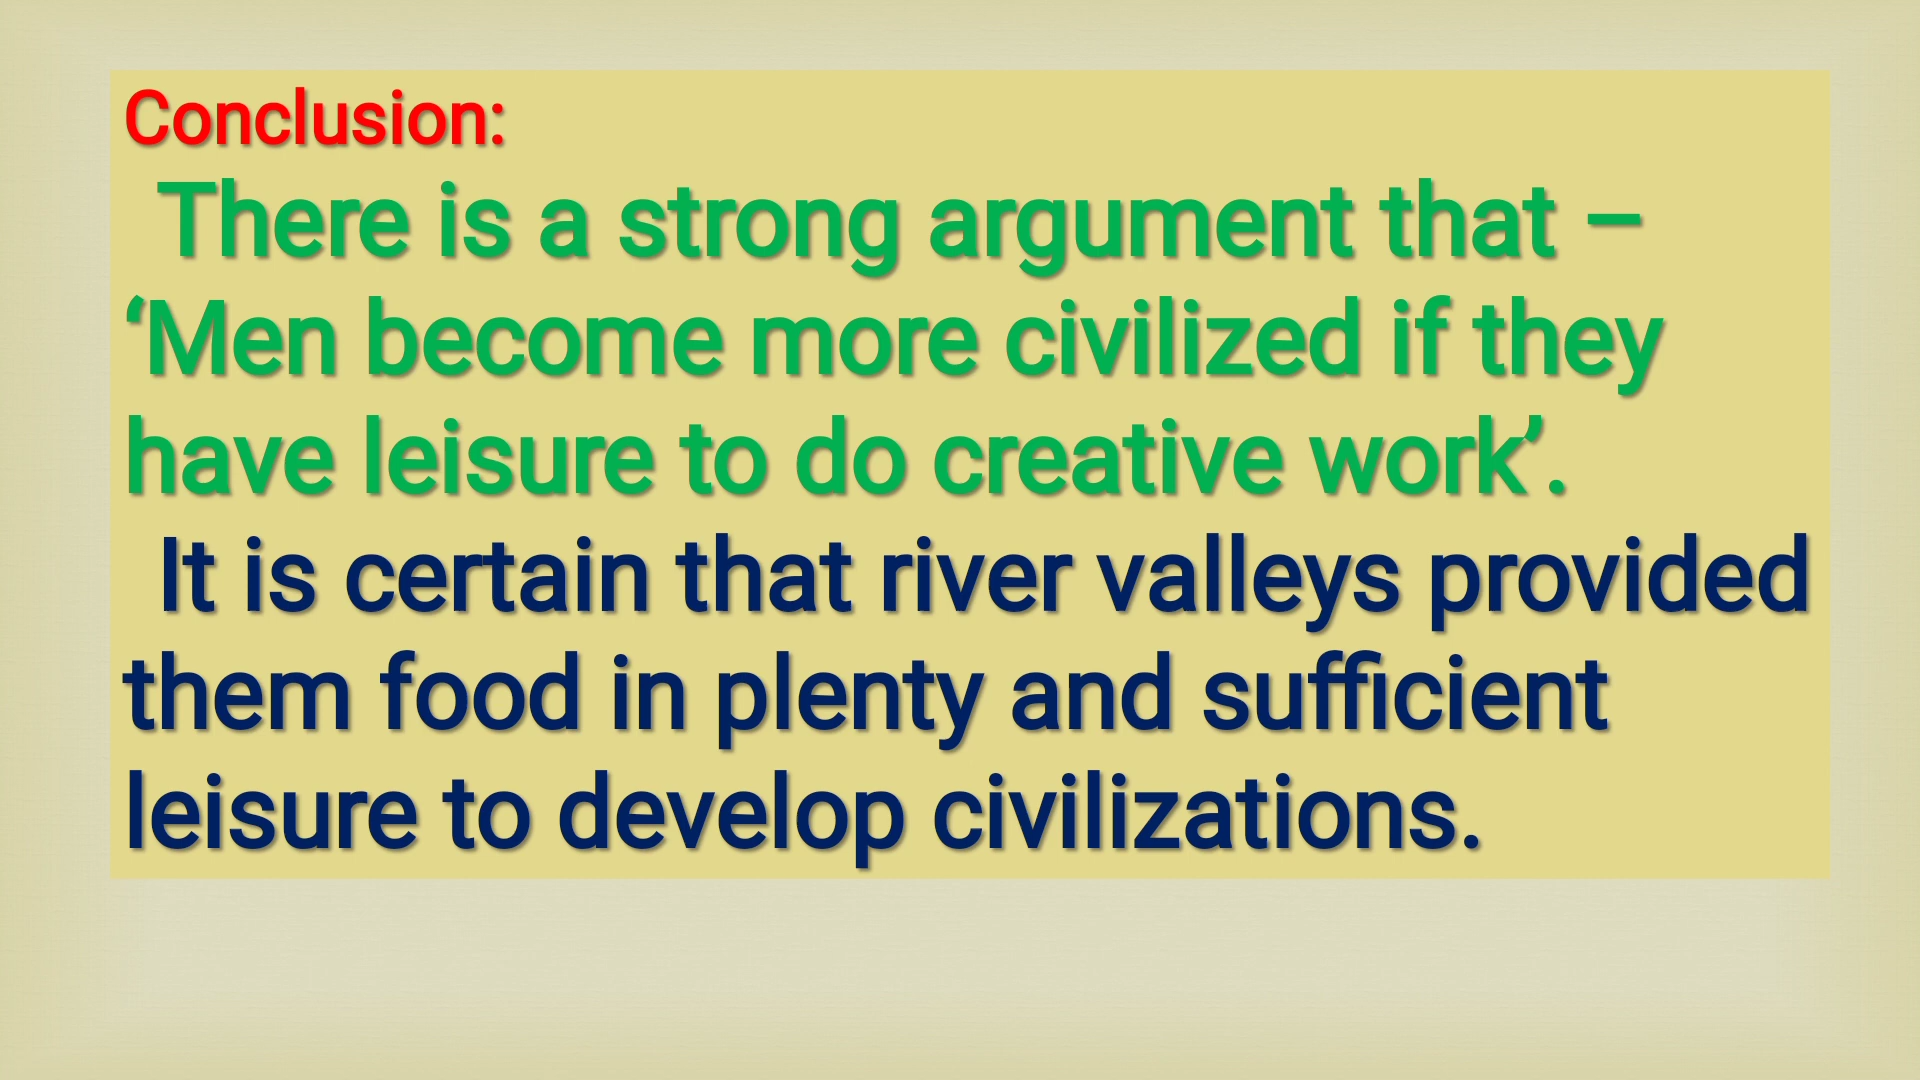 Conclusion:
There is a strong argument that –
‘Men become more civilized if they
have leisure to do creative work’.
It is certain that river valleys provided
them food in plenty and sufficient
leisure to develop civilizations.